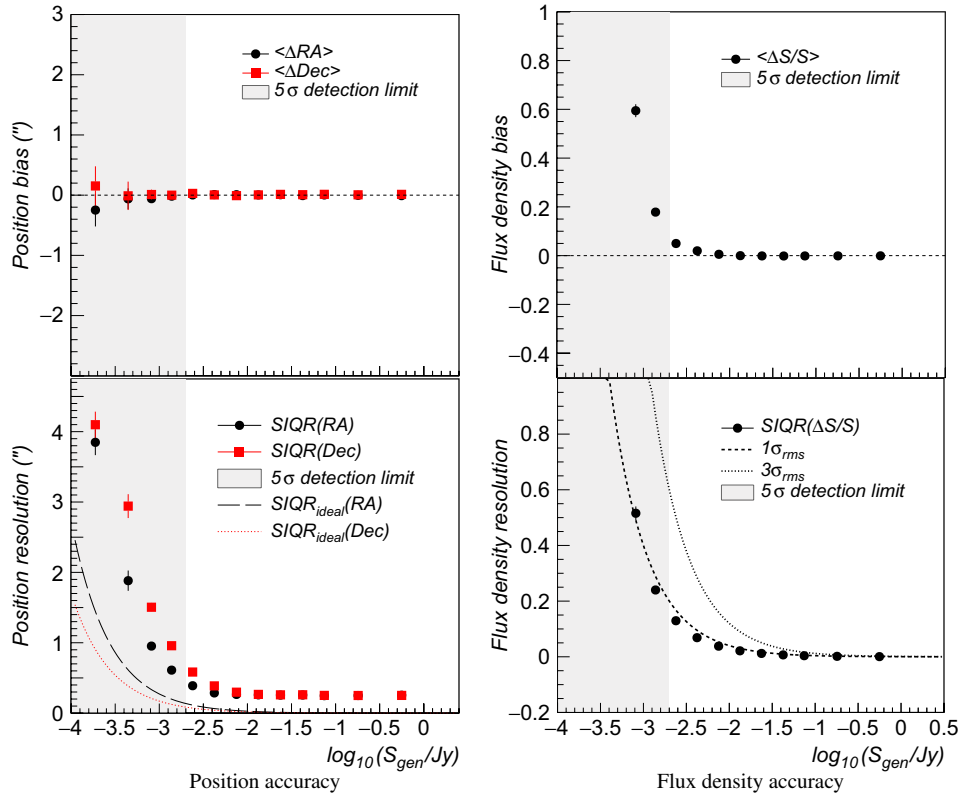 3
2
1
0
−1
−2
Position bias (")
<ΔRA>
<ΔDec>
5σ detection limit
4
3
2
1
0
Position resolution (")
SIQR(RA)
SIQR(Dec)
5σ detection limit
SIQR_ideal(RA)
SIQR_ideal(Dec)
−4 −3.5 −3 −2.5 −2 −1.5 −1 −0.5 0
log10(Sgen/Jy)
Position accuracy
1
0.8
0.6
0.4
0.2
0
−0.2
−0.4
Flux density bias
<ΔS/S>
5σ detection limit
0.8
0.6
0.4
0.2
0
−0.2
Flux density resolution
SIQR(ΔS/S)
1σrms
3σrms
5σ detection limit
−4 −3.5 −3 −2.5 −2 −1.5 −1 −0.5 0 0.5
log10(Sgen/Jy)
Flux density accuracy